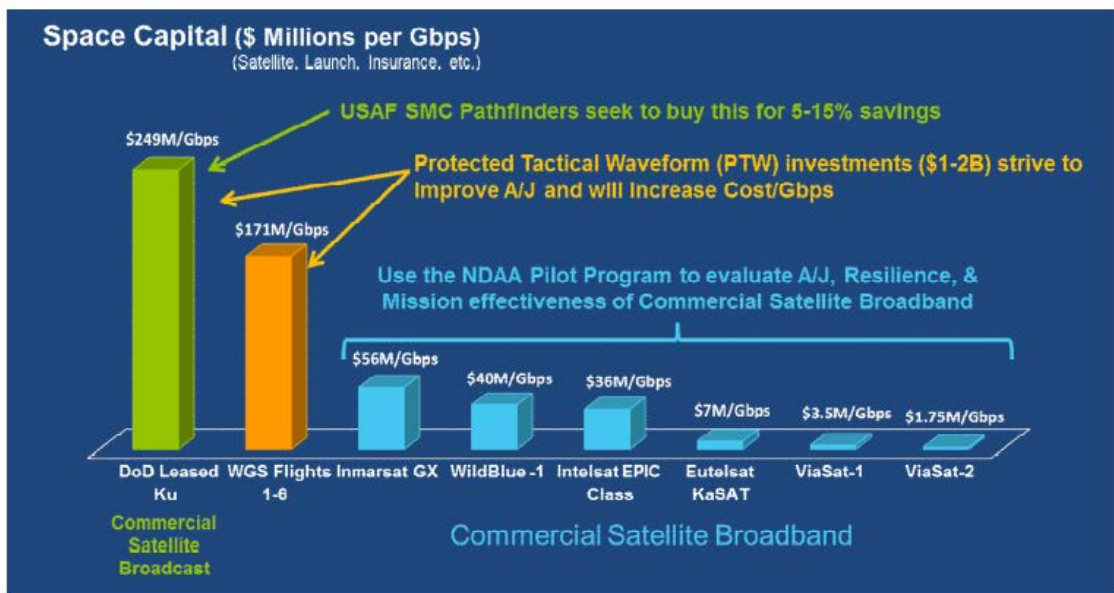 Space Capital ($ Millions per Gbps)
(Satellite, Launch, Insurance, etc.)
USAF SMC Pathfinders seek to buy this for 5-15% savings
$249M/Gbps
Protected Tactical Waveform (PTW) investments ($1-2B) strive to
Improve A/J and will Increase Cost/Gbps
$171M/Gbps
Use the NDAA Pilot Program to evaluate A/J, Resilience, &
Mission effectiveness of Commercial Satellite Broadband
$56M/Gbps
$40M/Gbps
$36M/Gbps
$7M/Gbps
$3.5M/Gbps
$1.75M/Gbps
DoD Leased
Ku
WGS Flights
1-6
Inmarsat GX
WildBlue-1
Intelsat EPIC
Class
Eutelsat
KaSAT
ViaSat-1
ViaSat-2
Commercial
Satellite
Broadcast
Commercial Satellite Broadband